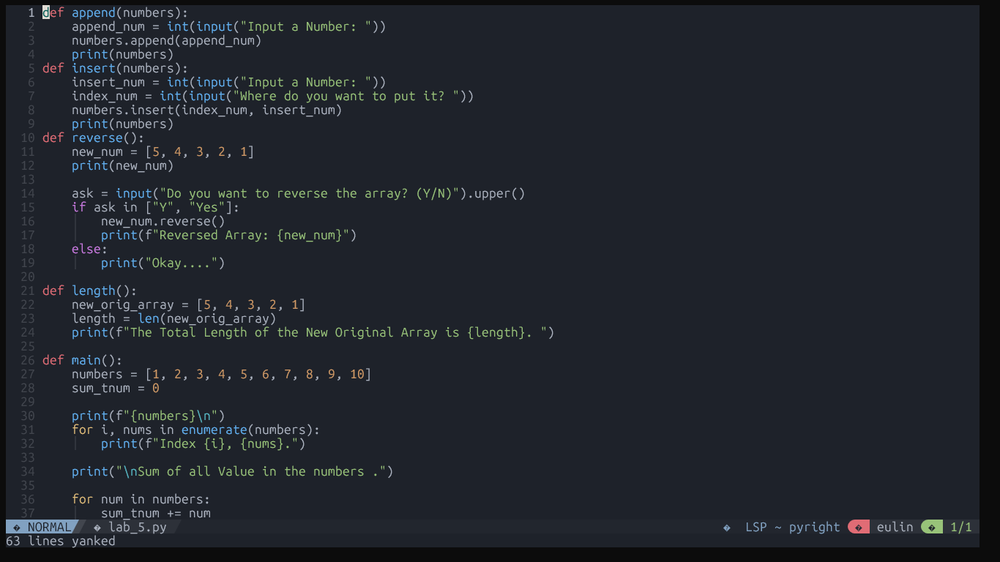 1 def append(numbers):
2     append_num = int(input("Input a Number: "))
3     numbers.append(append_num)
4     print(numbers)
5 def insert(numbers):
6     insert_num = int(input("Input a Number: "))
7     index_num = int(input("Where do you want to put it? "))
8     numbers.insert(index_num, insert_num)
9     print(numbers)
10 def reverse():
11     new_num = [5, 4, 3, 2, 1]
12     print(new_num)
13
14     ask = input("Do you want to reverse the array? (Y/N)").upper()
15     if ask in ["Y", "Yes"]:
16         new_num.reverse()
17         print(f"Reversed Array: {new_num}")
18     else:
19         print("Okay....")
20
21 def length():
22     new_orig_array = [5, 4, 3, 2, 1]
23     length = len(new_orig_array)
24     print(f"The Total Length of the New Original Array is {length}. ")
25
26 def main():
27     numbers = [1, 2, 3, 4, 5, 6, 7, 8, 9, 10]
28     sum_tnum = 0
29
30     print(f"{numbers}\n")
31     for i, nums in enumerate(numbers):
32         print(f"Index {i}, {nums}.")
33
34     print("\nSum of all Value in the numbers .")
35
36     for num in numbers:
37         sum_tnum += num
NORMAL lab_5.py LSP ~ pyright eulin 1/1
63 lines yanked